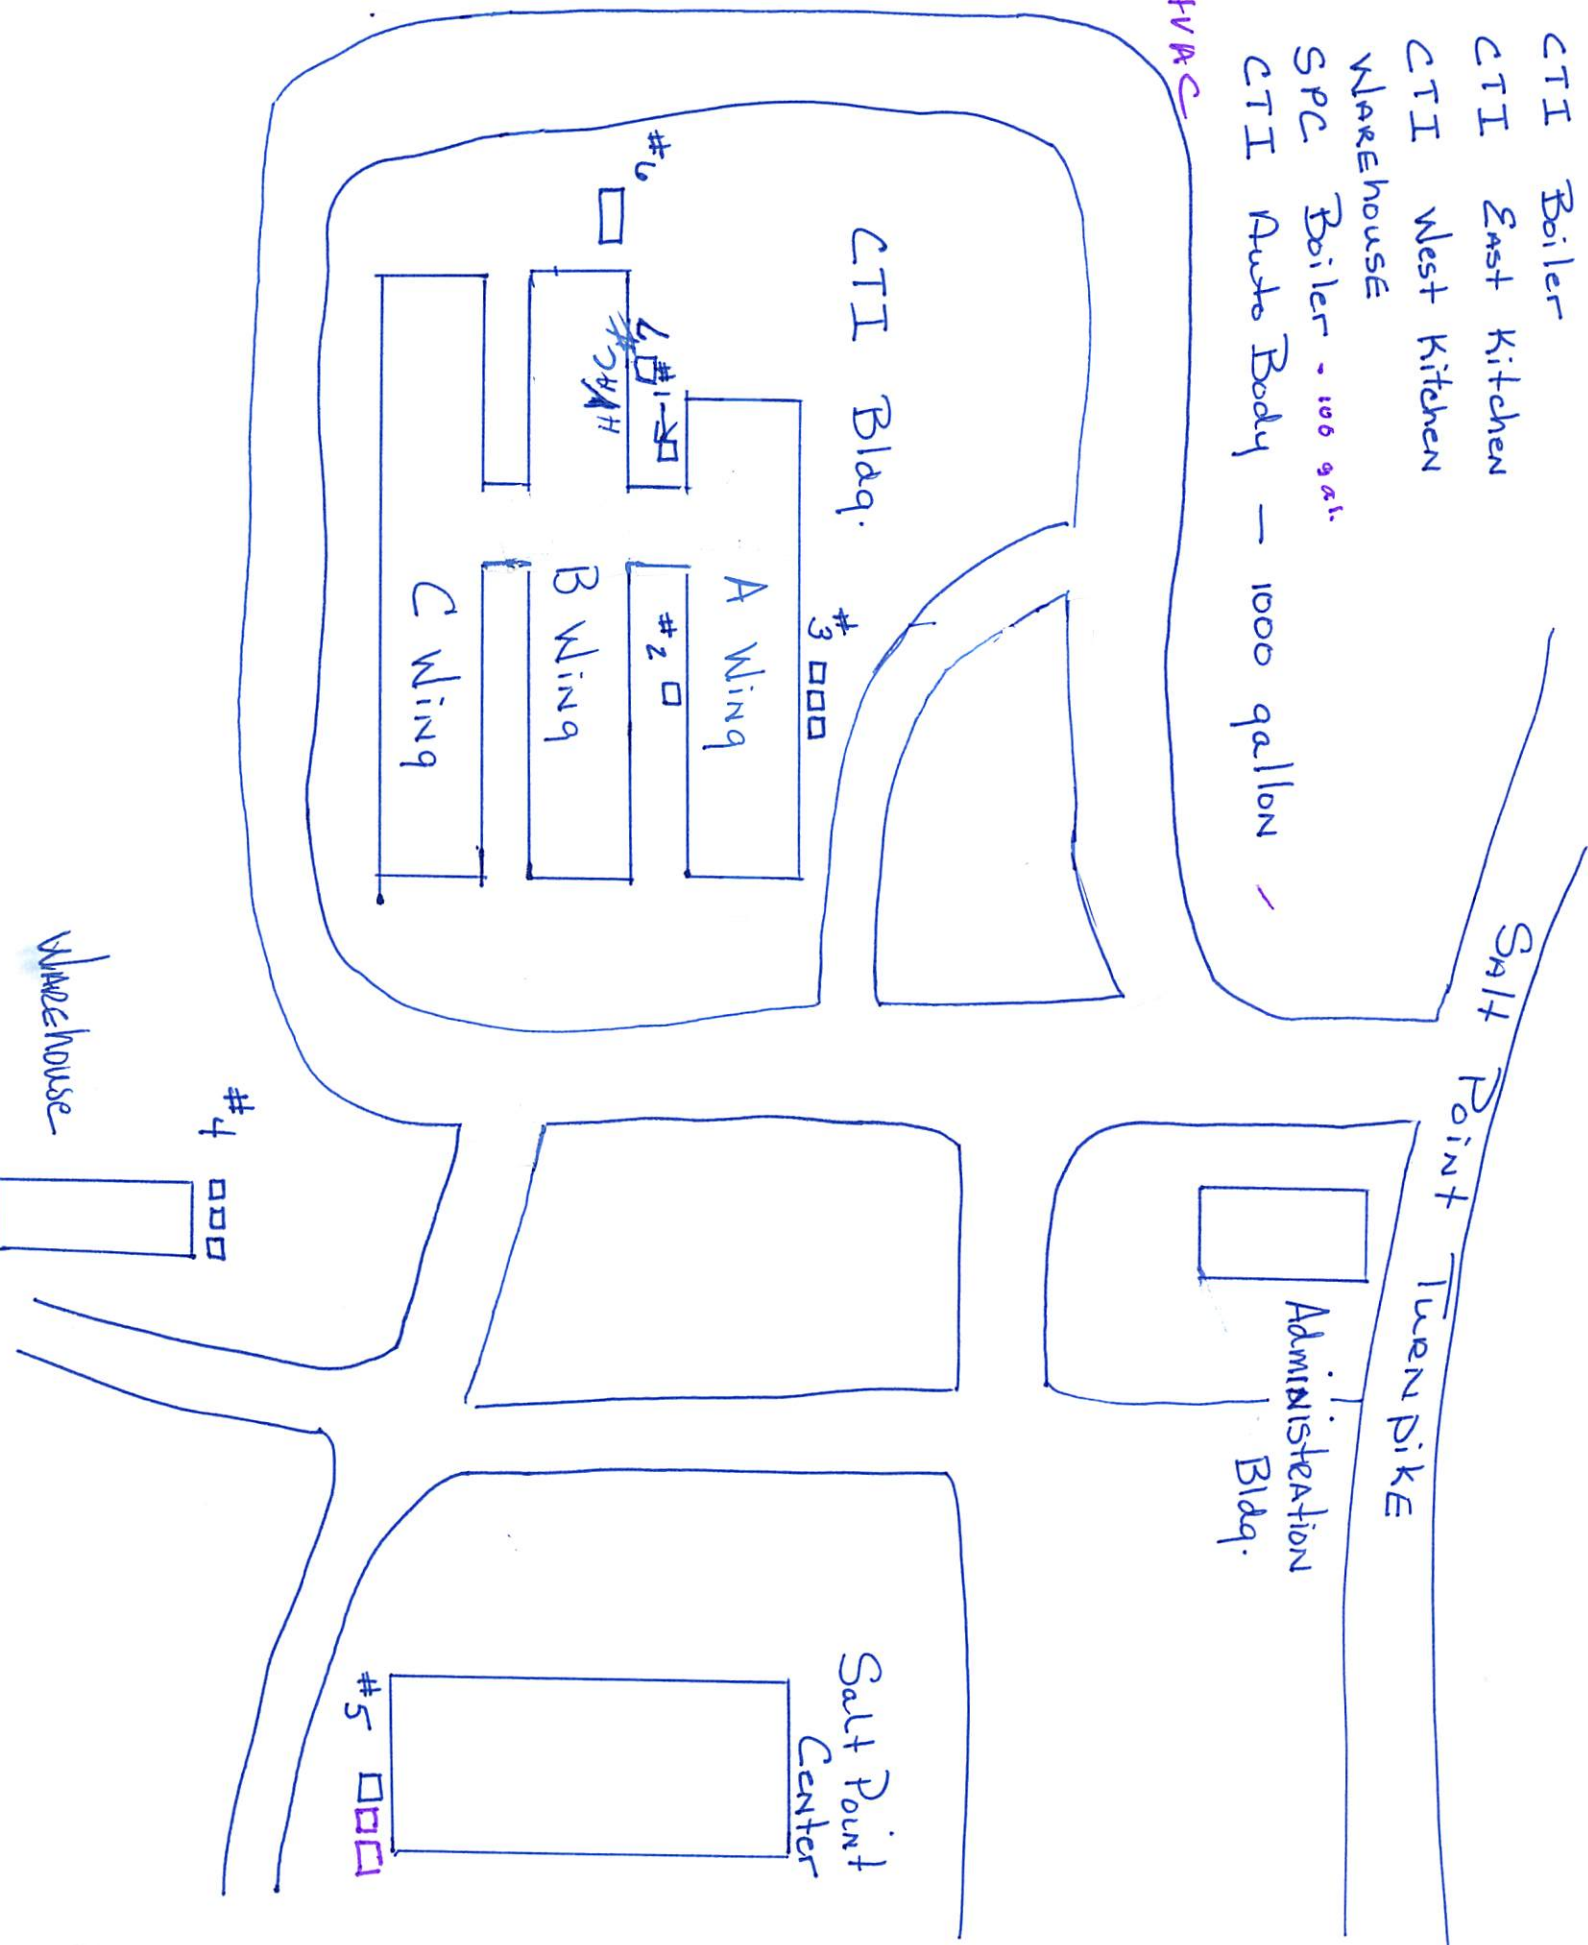 CTI Boiler
CTI East Kitchen
CTI West Kitchen
WAREhouse
SPC Boiler - 100 gal.
CTI Auto Body — 1000 gallon
HVAC
Salt Point Turnpike
Administration
Bldg.
CTI Bldg.
#3
#6
#7
#1
HVAC
#2
A Wing
B Wing
C Wing
Salt Point
Center
#5
#4
WAREhouse